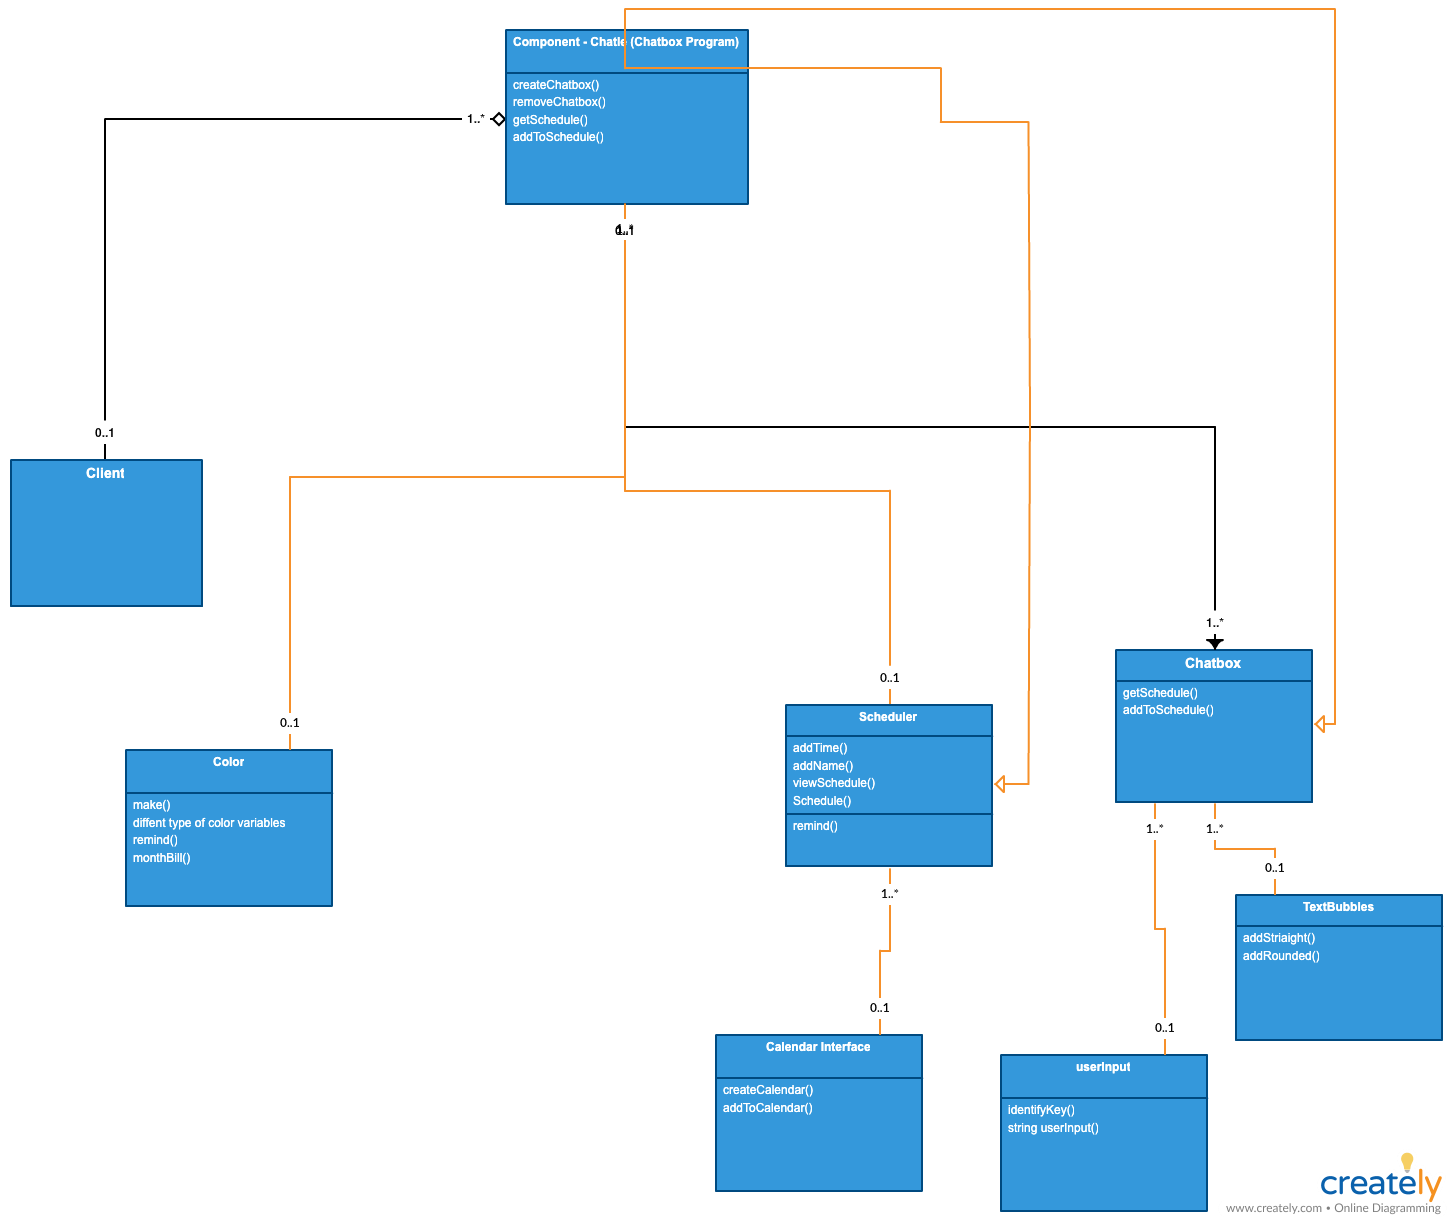 Component - Chatle (Chatbox Program)
createChatbox()
removeChatbox()
getSchedule()
addToSchedule()
1..*
0..1
Client
0..1
Color
make()
diffent type of color variables
remind()
monthBill()
0..1
Scheduler
addTime()
addName()
viewSchedule()
Schedule()
remind()
1..*
Chatbox
getSchedule()
addToSchedule()
1..*
1..*
0..1
TextBubbles
addStriaight()
addRounded()
1..*
0..1
Calendar Interface
createCalendar()
addToCalendar()
0..1
userInput
identifyKey()
string userInput()
creately
www.creately.com • Online Diagramming